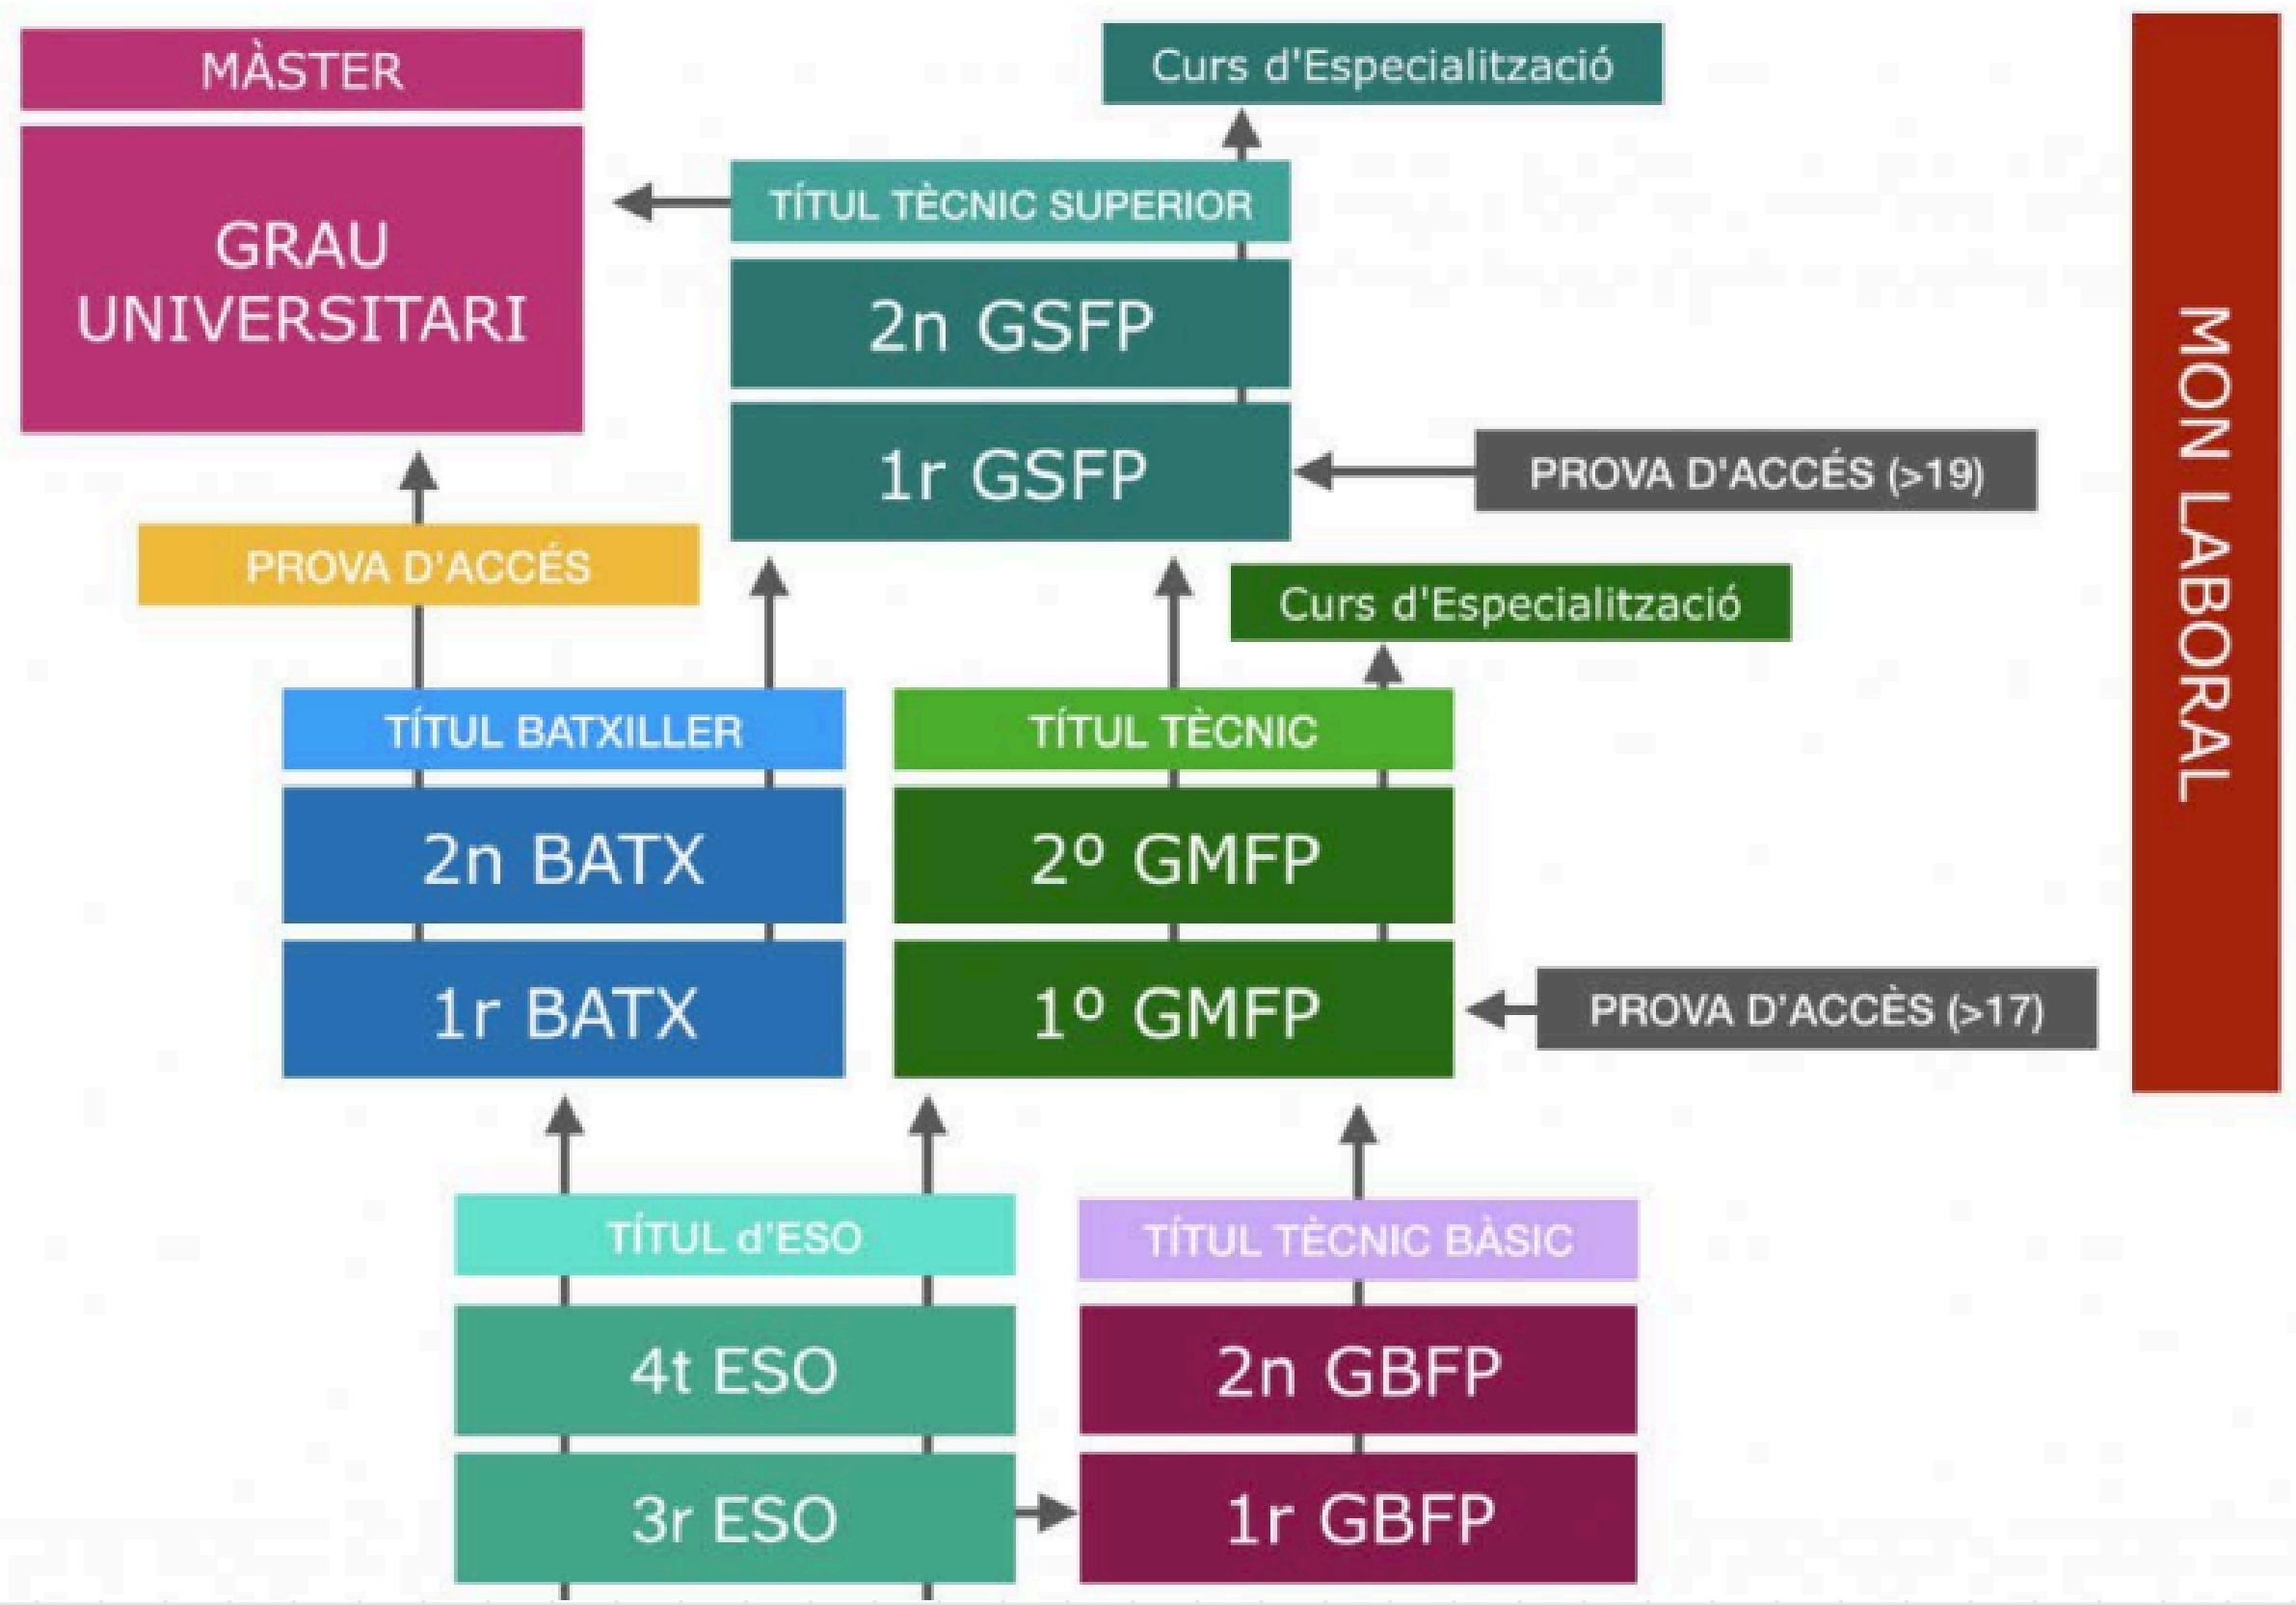 MÀSTER
Curs d'Especialització
TÍTUL TÈCNIC SUPERIOR
GRAU
UNIVERSITARI
2n GSFP
1r GSFP
PROVA D'ACCÉS (>19)
PROVA D'ACCÉS
Curs d'Especialització
TÍTUL BATXILLER
TÍTUL TÈCNIC
2n BATX
2º GMFP
1r BATX
1º GMFP
PROVA D'ACCÈS (>17)
TÍTUL d'ESO
TÍTUL TÈCNIC BÀSIC
4t ESO
2n GBFP
3r ESO
1r GBFP
MON LABORAL